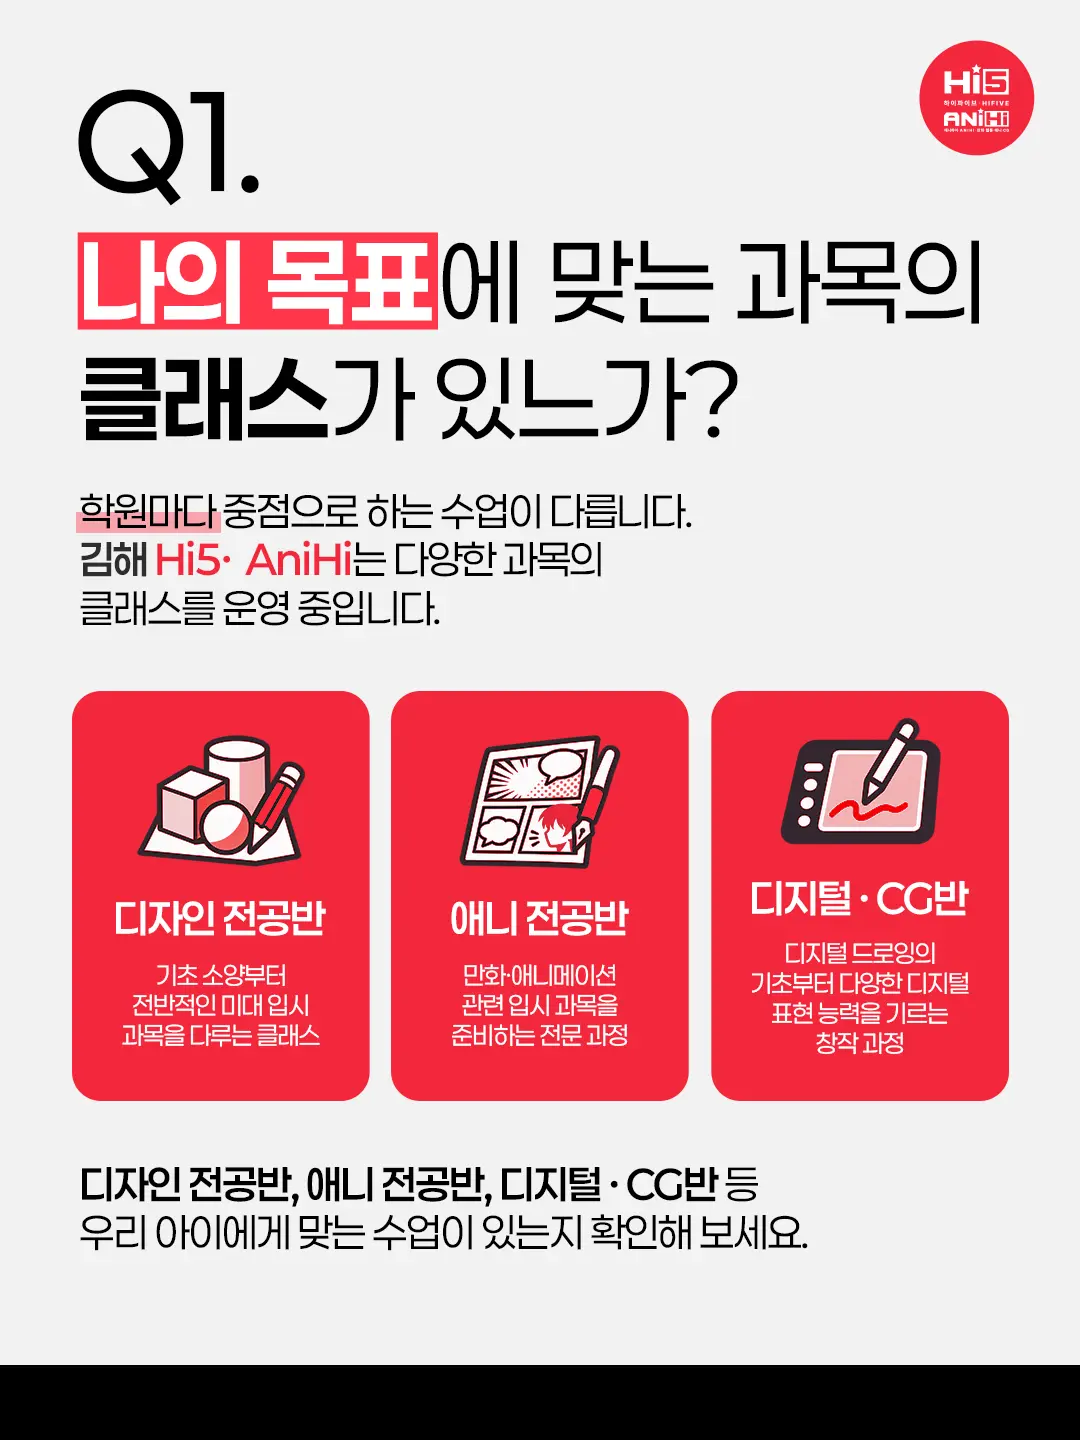 Hi5
하이파이브 · HIFIVE
ANiHi
Q1.
나의 목표에 맞는 과목의
클래스가 있느가?
학원마다 중점으로 하는 수업이 다릅니다.
김해 Hi5· AniHi는 다양한 과목의
클래스를 운영 중입니다.
디자인 전공반
기초 소양부터
전반적인 미대 입시
과목을 다루는 클래스
애니 전공반
만화·애니메이션
관련 입시 과목을
준비하는 전문 과정
디지털 · CG반
디지털 드로잉의
기초부터 다양한 디지털
표현 능력을 기르는
창작 과정
디자인 전공반, 애니 전공반, 디지털 · CG반 등
우리 아이에게 맞는 수업이 있는지 확인해 보세요.